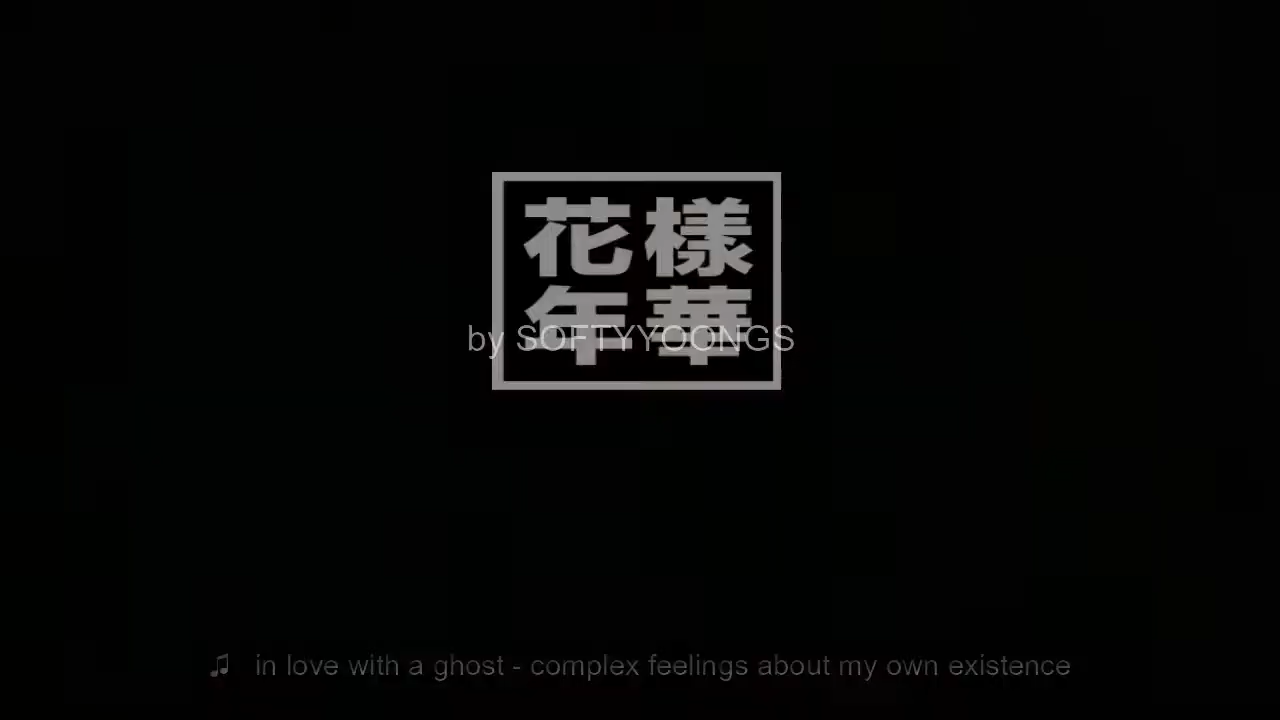 花樣
年華
by SOFTYYOONGS
♫ in love with a ghost - complex feelings about my own existence